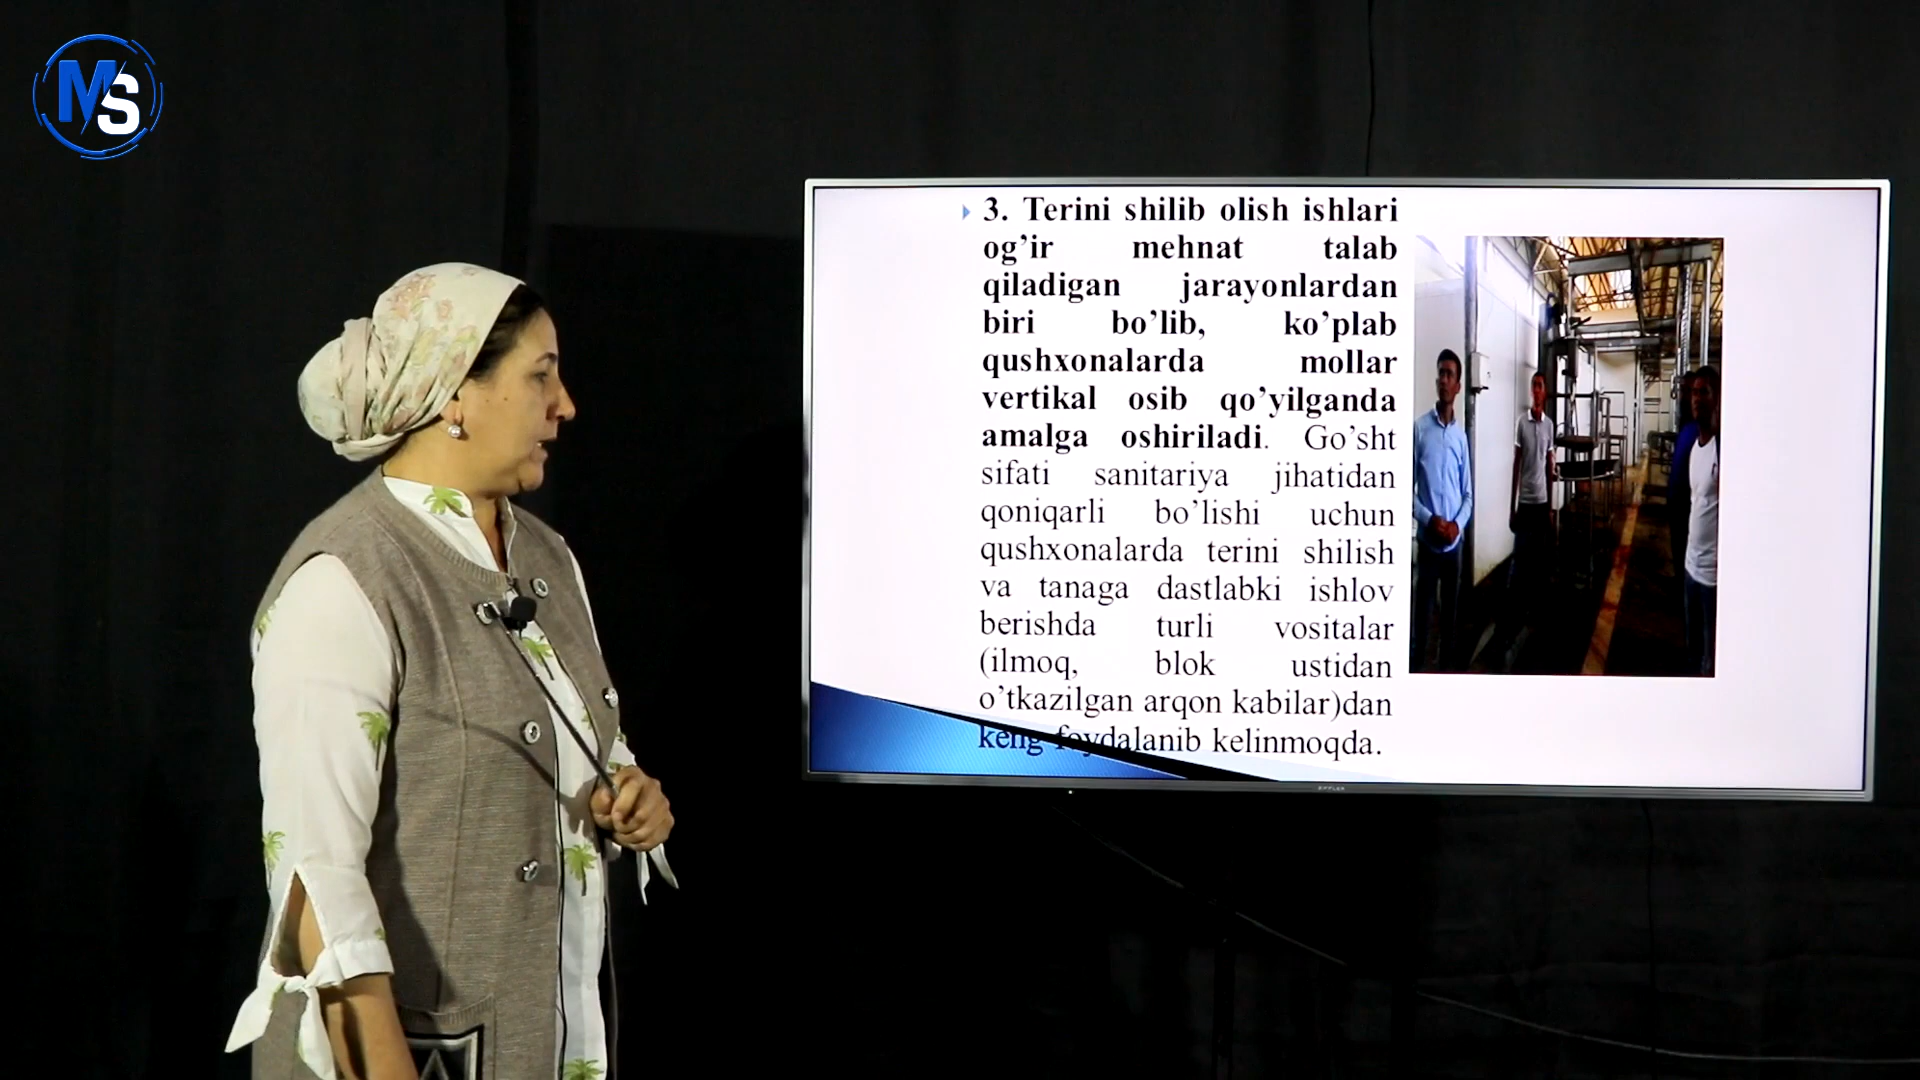 MS
3. Terini shilib olish ishlari
og’ir mehnat talab
qiladigan jarayonlardan
biri bo’lib, ko’plab
qushxonalarda mollar
vertikal osib qo’yilganda
amalga oshiriladi. Go’sht
sifati sanitariya jihatidan
qoniqarli bo’lishi uchun
qushxonalarda terini shilish
va tanaga dastlabki ishlov
berishda turli vositalar
(ilmoq, blok ustidan
o’tkazilgan arqon kabilar)dan
keng foydalanib kelinmoqda.